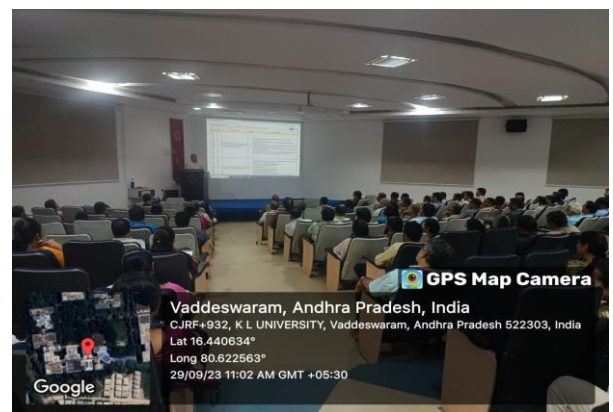 GPS Map Camera
Vaddeswaram, Andhra Pradesh, India
CJRF+932, K L UNIVERSITY, Vaddeswaram, Andhra Pradesh 522303, India
Lat 16.440634°
Long 80.622563°
29/09/23 11:02 AM GMT +05:30
Google